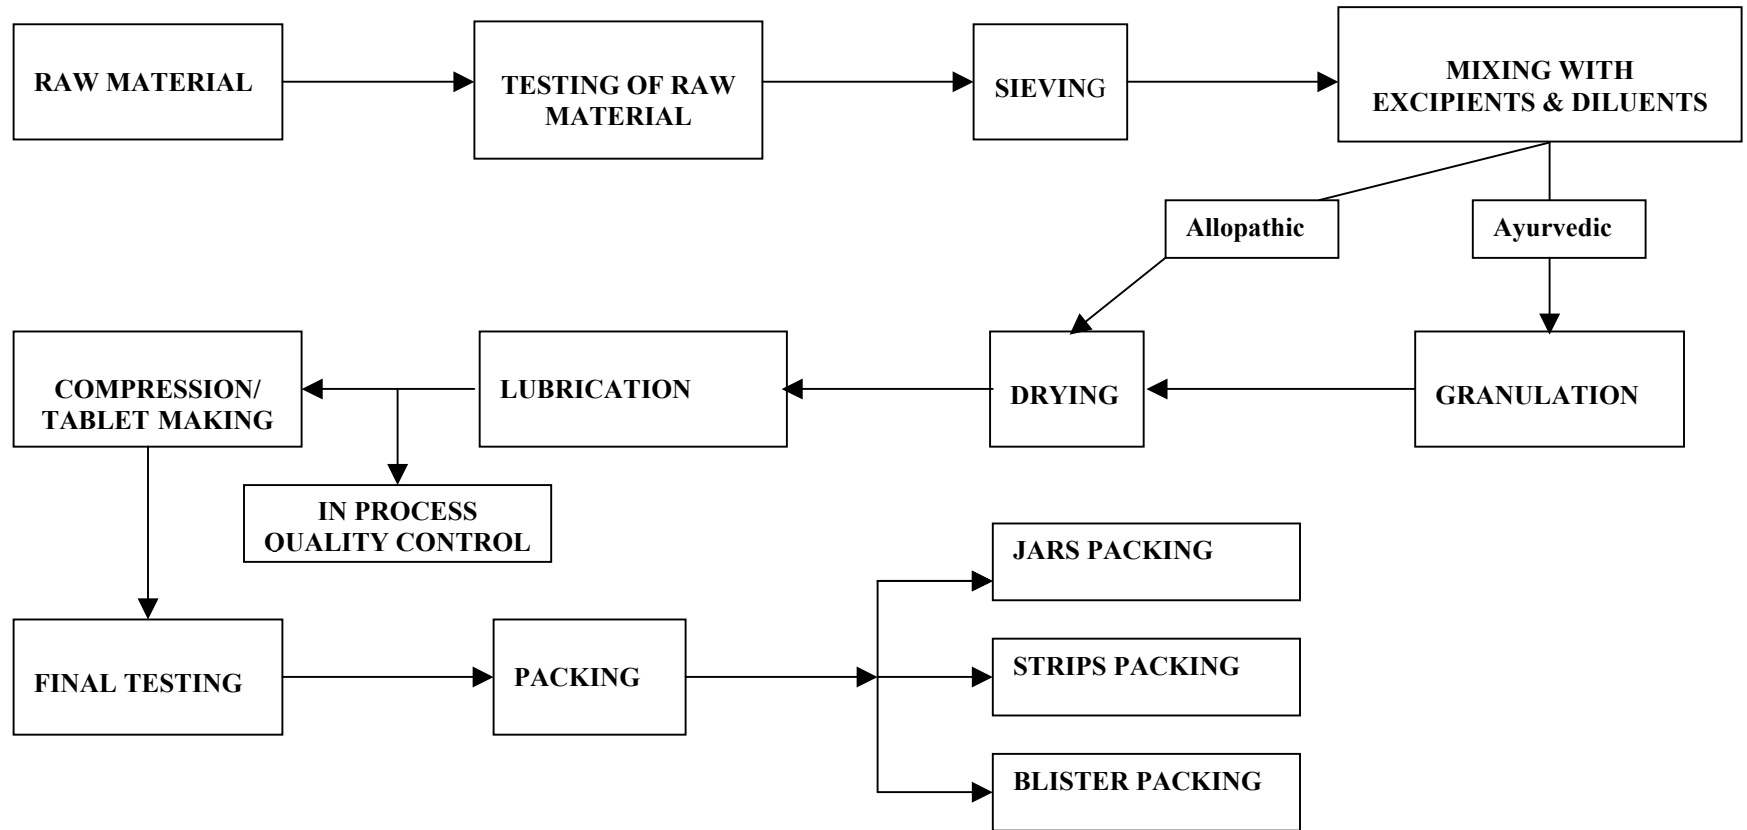 RAW MATERIAL
TESTING OF RAW
MATERIAL
SIEVING
MIXING WITH
EXCIPIENTS & DILUENTS
Allopathic
Ayurvedic
COMPRESSION/
TABLET MAKING
LUBRICATION
DRYING
GRANULATION
IN PROCESS
QUALITY CONTROL
JARS PACKING
FINAL TESTING
PACKING
STRIPS PACKING
BLISTER PACKING